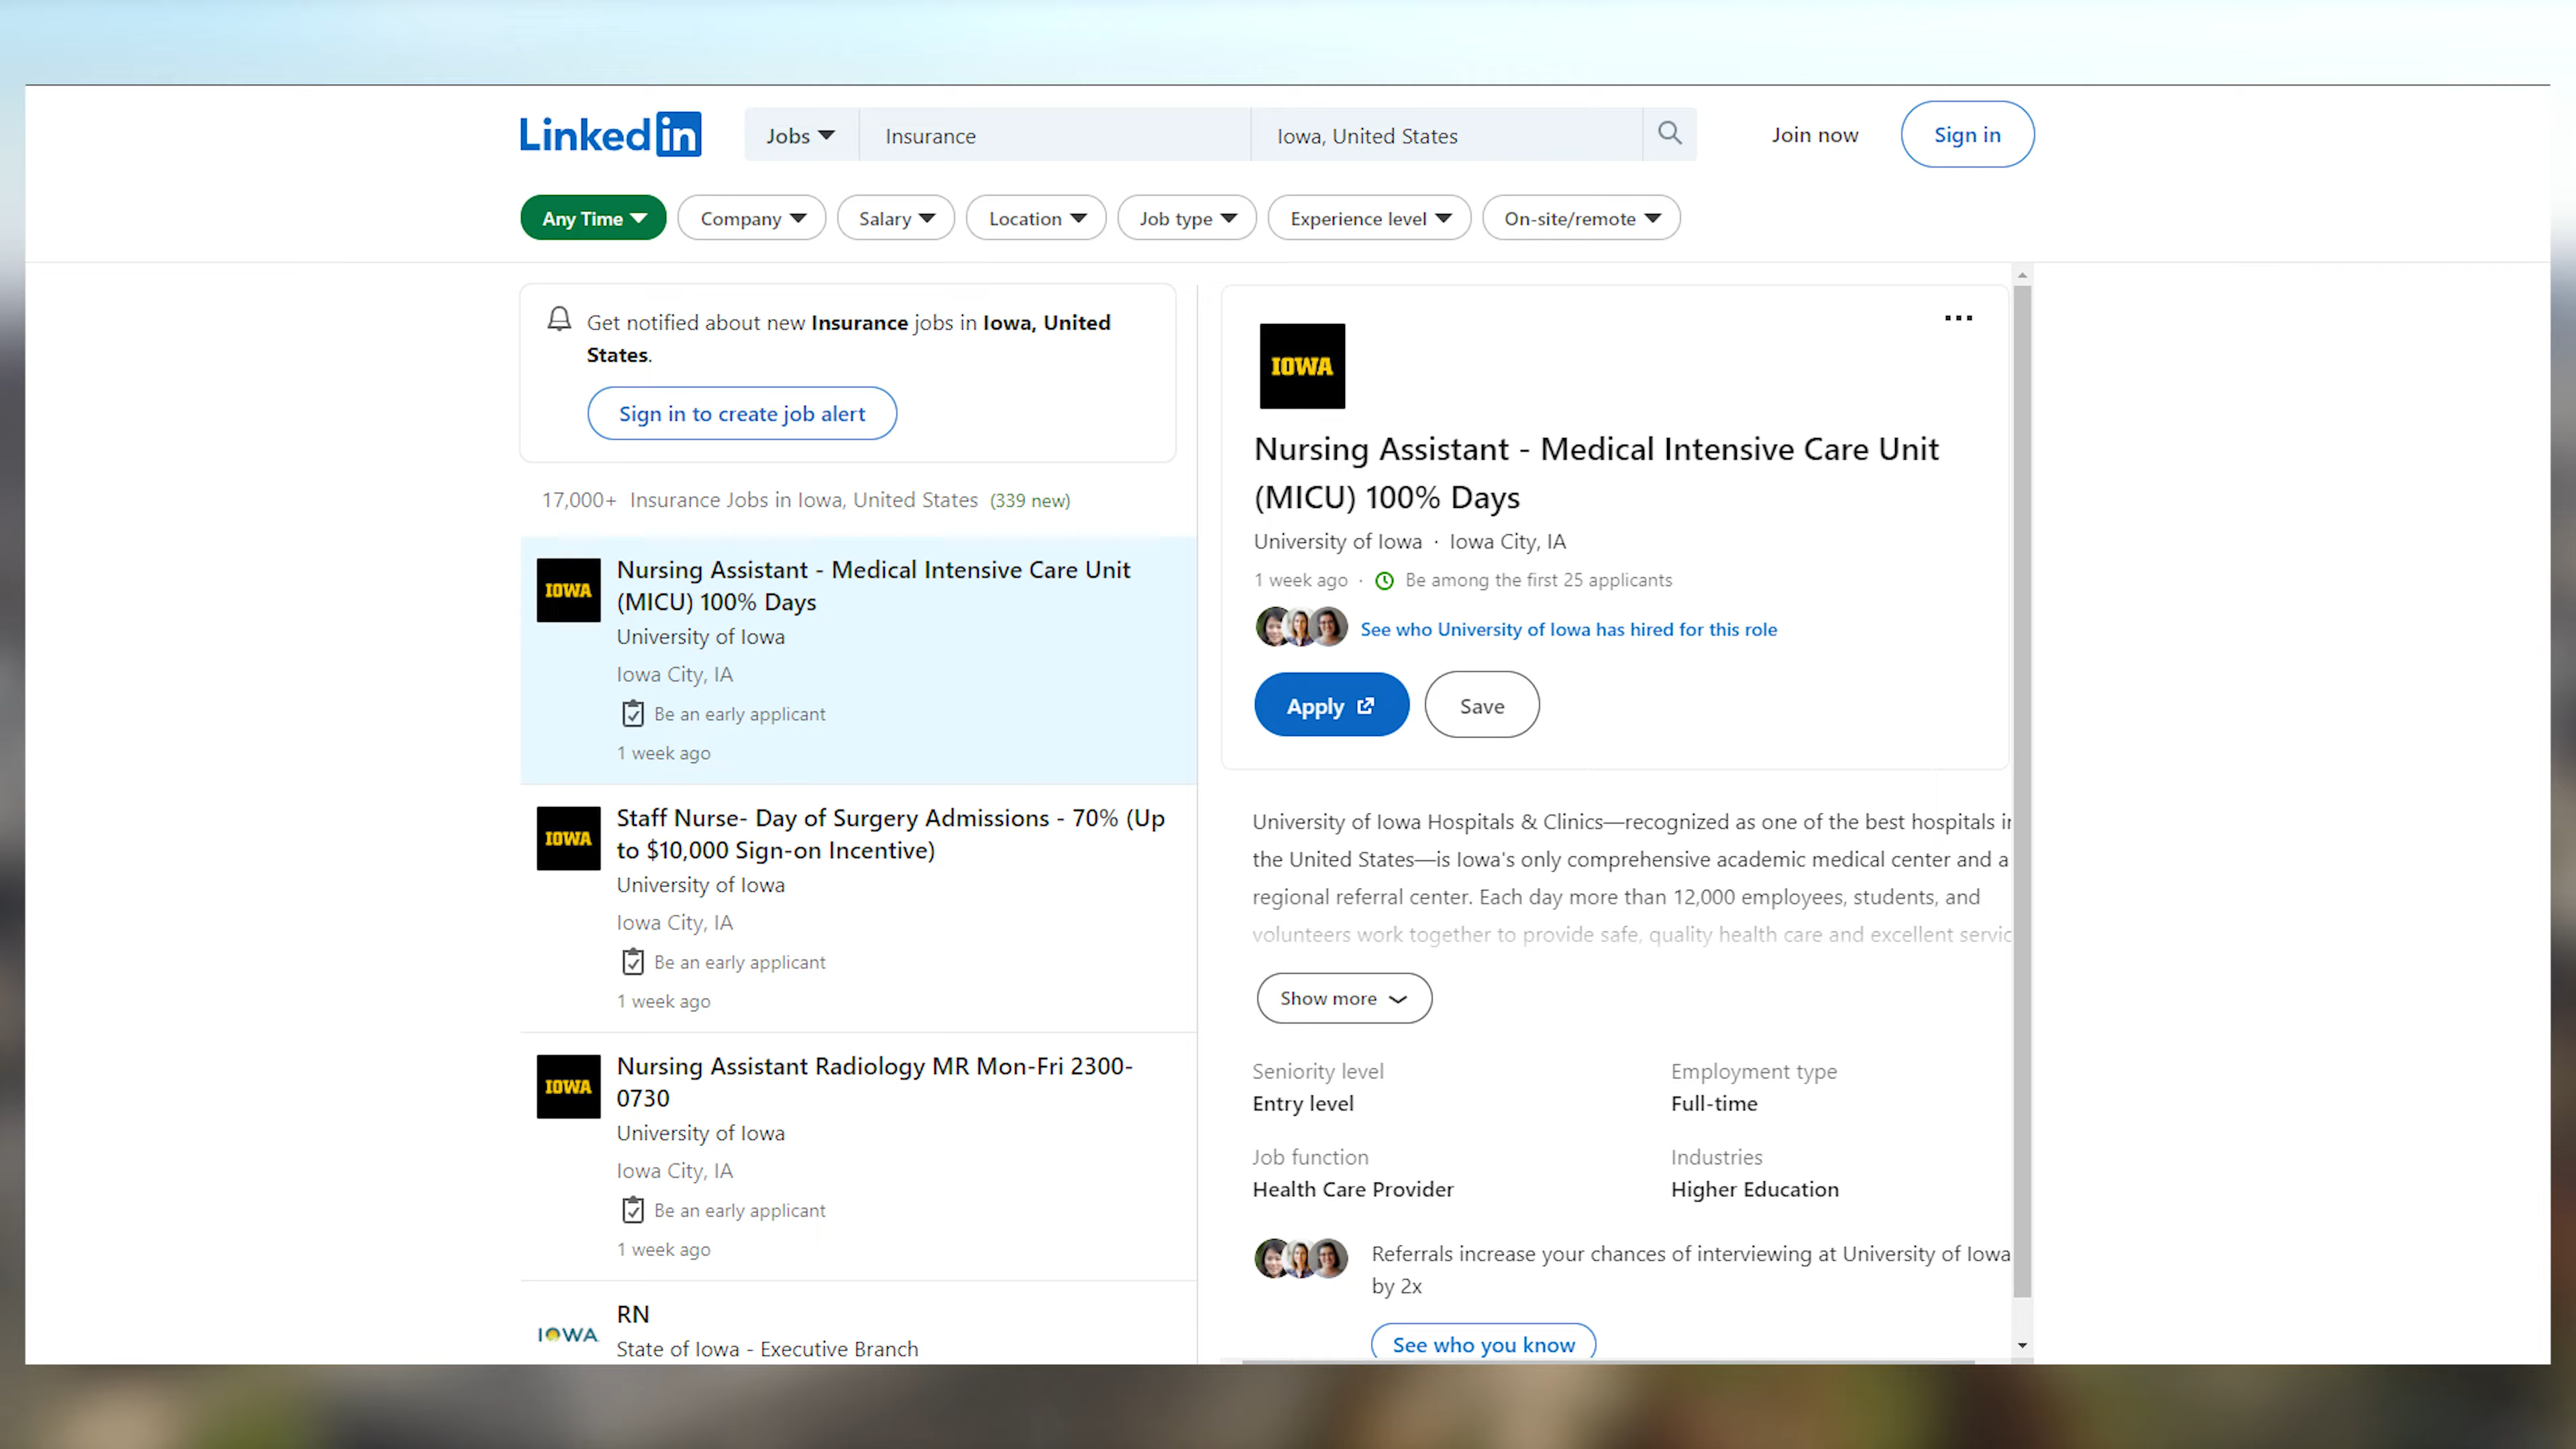 Linked in
Jobs
Insurance
Iowa, United States
Join now
Sign in
Any Time
Company
Salary
Location
Job type
Experience level
On-site/remote
Get notified about new Insurance jobs in Iowa, United
States.
Sign in to create job alert
17,000+ Insurance Jobs in Iowa, United States (339 new)
IOWA
Nursing Assistant - Medical Intensive Care Unit
(MICU) 100% Days
University of Iowa
Iowa City, IA
Be an early applicant
1 week ago
IOWA
Staff Nurse- Day of Surgery Admissions - 70% (Up
to $10,000 Sign-on Incentive)
University of Iowa
Iowa City, IA
Be an early applicant
1 week ago
IOWA
Nursing Assistant Radiology MR Mon-Fri 2300-
0730
University of Iowa
Iowa City, IA
Be an early applicant
1 week ago
IOWA
RN
State of Iowa - Executive Branch
IOWA
Nursing Assistant - Medical Intensive Care Unit
(MICU) 100% Days
University of Iowa · Iowa City, IA
1 week ago · Be among the first 25 applicants
See who University of Iowa has hired for this role
Apply
Save
University of Iowa Hospitals & Clinics—recognized as one of the best hospitals in
the United States—is Iowa's only comprehensive academic medical center and a
regional referral center. Each day more than 12,000 employees, students, and
volunteers work together to provide safe, quality health care and excellent servic
Show more
Seniority level
Entry level
Employment type
Full-time
Job function
Health Care Provider
Industries
Higher Education
Referrals increase your chances of interviewing at University of Iowa
by 2x
See who you know